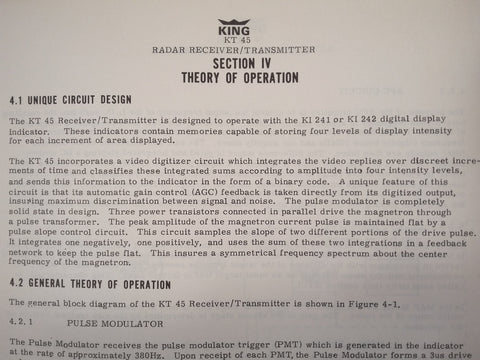 KING
KT 45
RADAR RECEIVER/TRANSMITTER
SECTION IV
THEORY OF OPERATION
4.1 UNIQUE CIRCUIT DESIGN
The KT 45 Receiver/Transmitter is designed to operate with the KI 241 or KI 242 digital display
indicator. These indicators contain memories capable of storing four levels of display intensity
for each increment of area displayed.
The KT 45 incorporates a video digitizer circuit which integrates the video replies over discreet incre-
ments of time and classifies these integrated sums according to amplitude into four intensity levels,
and sends this information to the indicator in the form of a binary code. A unique feature of this
circuit is that its automatic gain control (AGC) feedback is taken directly from its digitized output,
insuring maximum discrimination between signal and noise. The pulse modulator is completely
solid state in design. Three power transistors connected in parallel drive the magnetron through
a pulse transformer. The peak amplitude of the magnetron current pulse is maintained flat by a
pulse slope control circuit. This circuit samples the slope of two different portions of the drive pulse.
It integrates one negatively, one positively, and uses the sum of these two integrations in a feedback
network to keep the pulse flat. This insures a symmetrical frequency spectrum about the center
frequency of the magnetron.
4.2 GENERAL THEORY OF OPERATION
The general block diagram of the KT 45 Receiver/Transmitter is shown in Figure 4-1.
4.2.1 PULSE MODULATOR
The Pulse Modulator receives the pulse modulator trigger (PMT) which is generated in the indicator
at the rate of approximately 380Hz. Upon receipt of each PMT, the Pulse Modulator forms a 3us drive